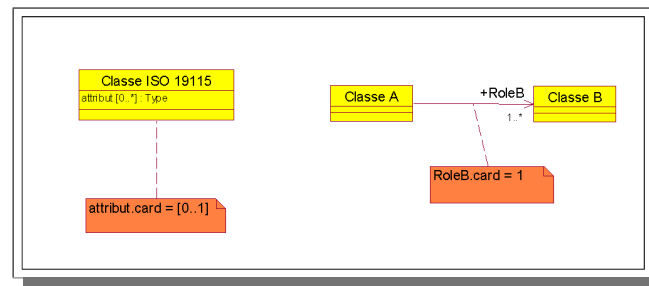 Classe ISO 19115
attribut [0..*] : Type
attribut.card = [0..1]
Classe A
+RoleB
1..*
Classe B
RoleB.card = 1